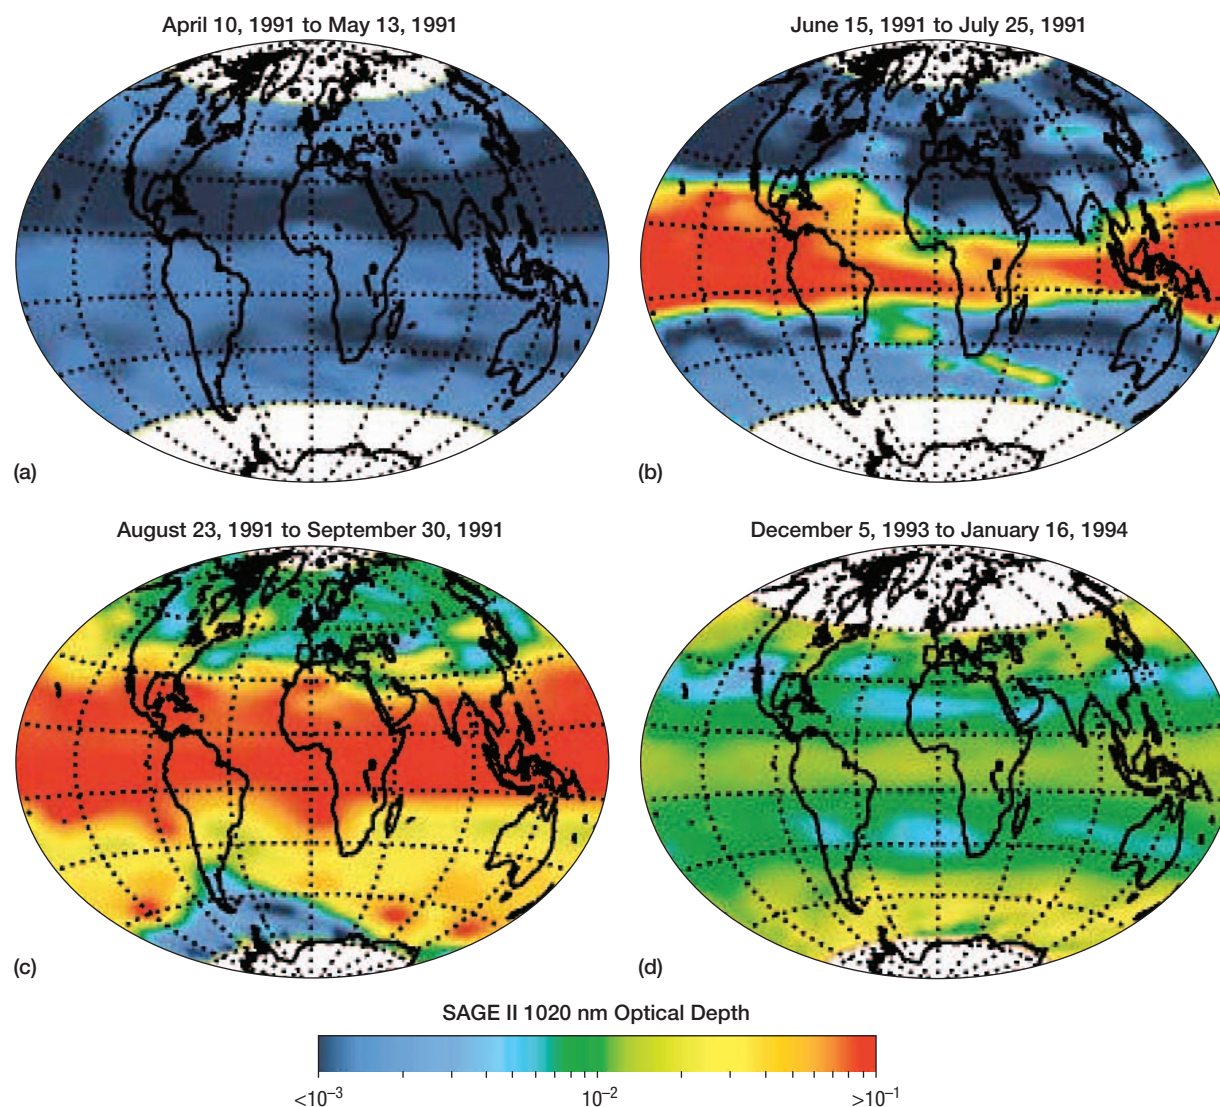 April 10, 1991 to May 13, 1991
June 15, 1991 to July 25, 1991
(a)
(b)
August 23, 1991 to September 30, 1991
December 5, 1993 to January 16, 1994
(c)
(d)
SAGE II 1020 nm Optical Depth
<10⁻³ 10⁻² >10⁻¹